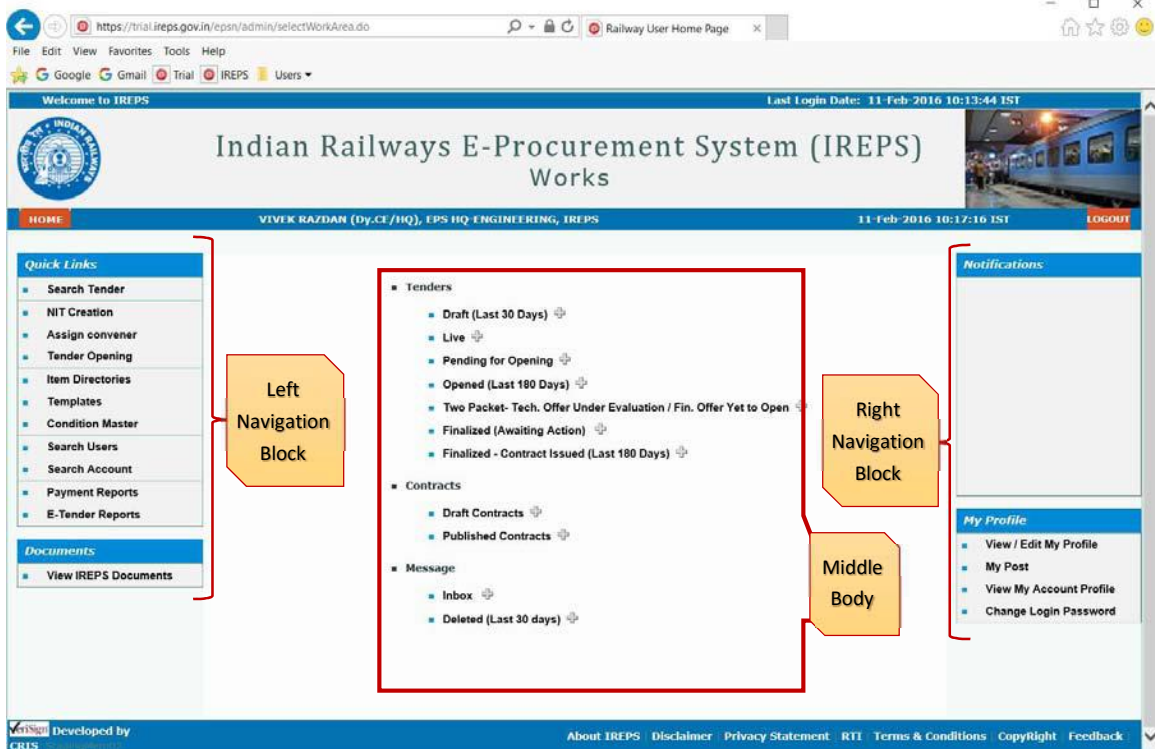 https://trial.ireps.gov.in/epsn/admin/selectWorkArea.do
Railway User Home Page
File Edit View Favorites Tools Help
Google Gmail Trial IREPS Users
Welcome to IREPS
Last Login Date: 11-Feb-2016 10:13:44 IST
Indian Railways E-Procurement System (IREPS)
Works
HOME
VIVEK RAZDAN (Dy.CE/HQ), EPS HQ-ENGINEERING, IREPS
11-Feb-2016 10:17:16 IST
LOGOUT
Quick Links
Search Tender
NIT Creation
Assign convener
Tender Opening
Item Directories
Templates
Condition Master
Search Users
Search Account
Payment Reports
E-Tender Reports
Documents
View IREPS Documents
Left
Navigation
Block
Tenders
Draft (Last 30 Days)
Live
Pending for Opening
Opened (Last 180 Days)
Two Packet- Tech. Offer Under Evaluation / Fin. Offer Yet to Open
Finalized (Awaiting Action)
Finalized - Contract Issued (Last 180 Days)
Contracts
Draft Contracts
Published Contracts
Message
Inbox
Deleted (Last 30 days)
Right
Navigation
Block
Middle
Body
Notifications
My Profile
View / Edit My Profile
My Post
View My Account Profile
Change Login Password
VeriSign Developed by
CRIS
About IREPS Disclaimer Privacy Statement RTI Terms & Conditions CopyRight Feedback